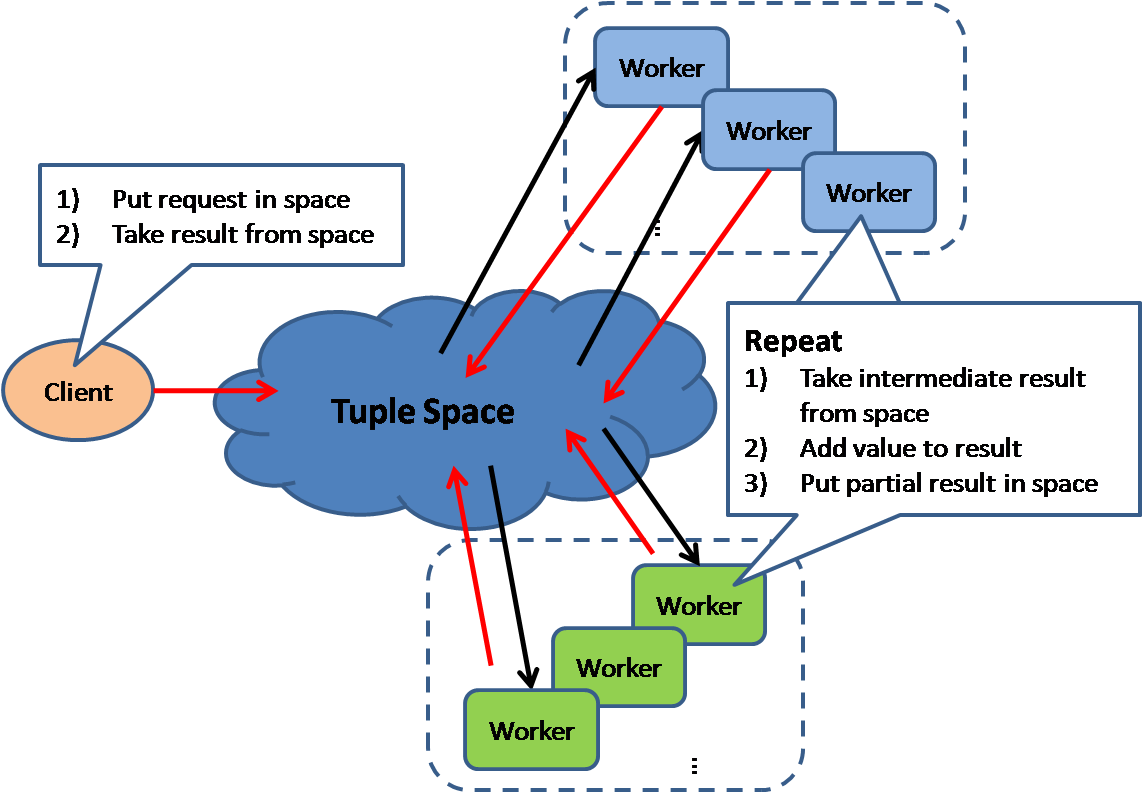 Worker
Worker
Worker
...
1) Put request in space
2) Take result from space
Client
Tuple Space
Repeat
1) Take intermediate result
from space
2) Add value to result
3) Put partial result in space
Worker
Worker
Worker
...